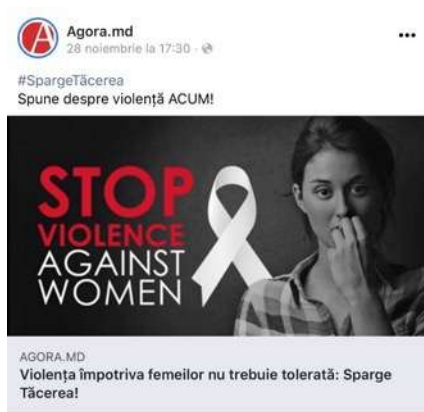 Agora.md
28 noiembrie la 17:30
#SpargeTăcerea
Spune despre violență ACUM!
STOP
VIOLENCE
AGAINST
WOMEN
AGORA.MD
Violența împotriva femeilor nu trebuie tolerată: Sparge
Tăcerea!